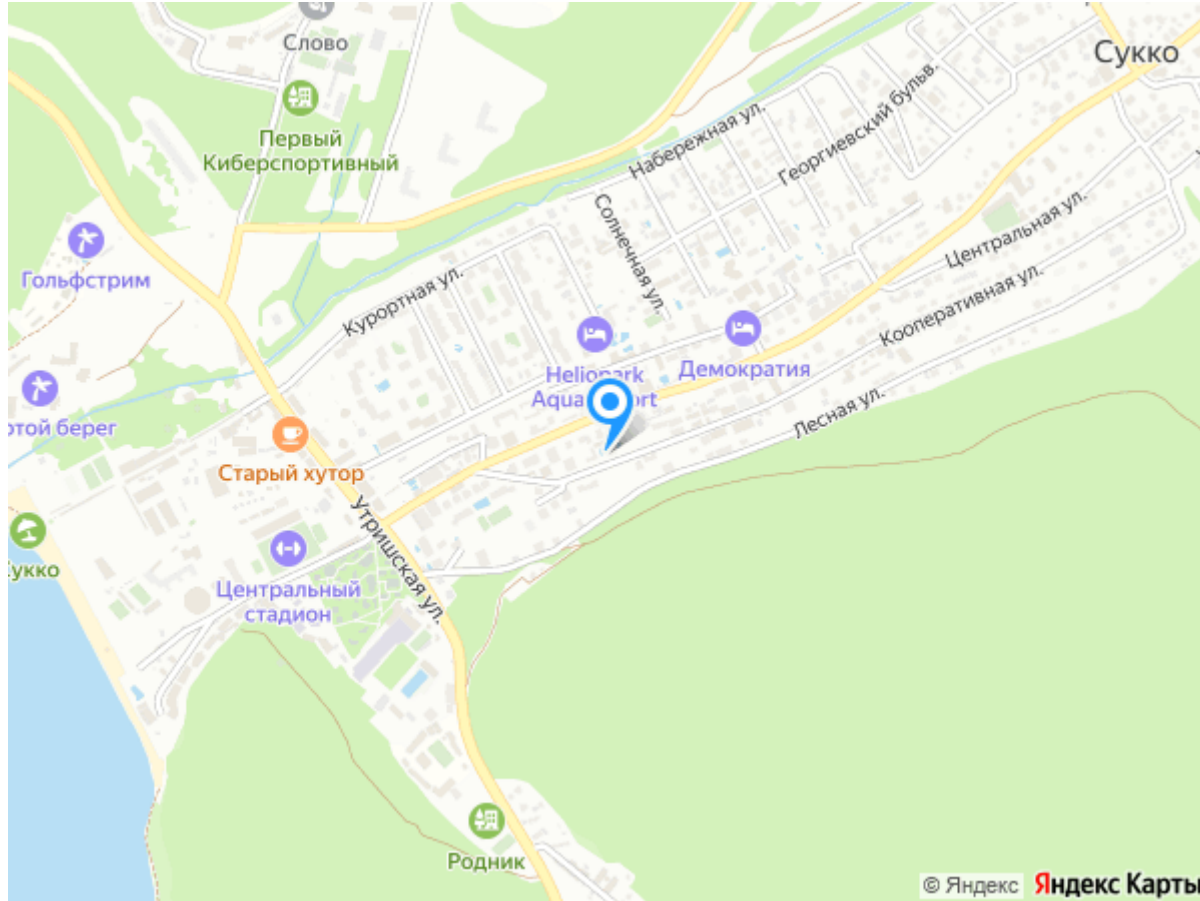 Слово
Сукко
Первый
Киберспортивный
Набережная ул.
Георгиевский бульв.
Солнечная ул.
Центральная ул.
Гольфстрим
Курортная ул.
Кооперативная ул.
Демократия
Heliopark
Лесная ул.
берег
Старый хутор
Утришская ул.
Центральный
стадион
Родник
© Яндекс
Яндекс Карты